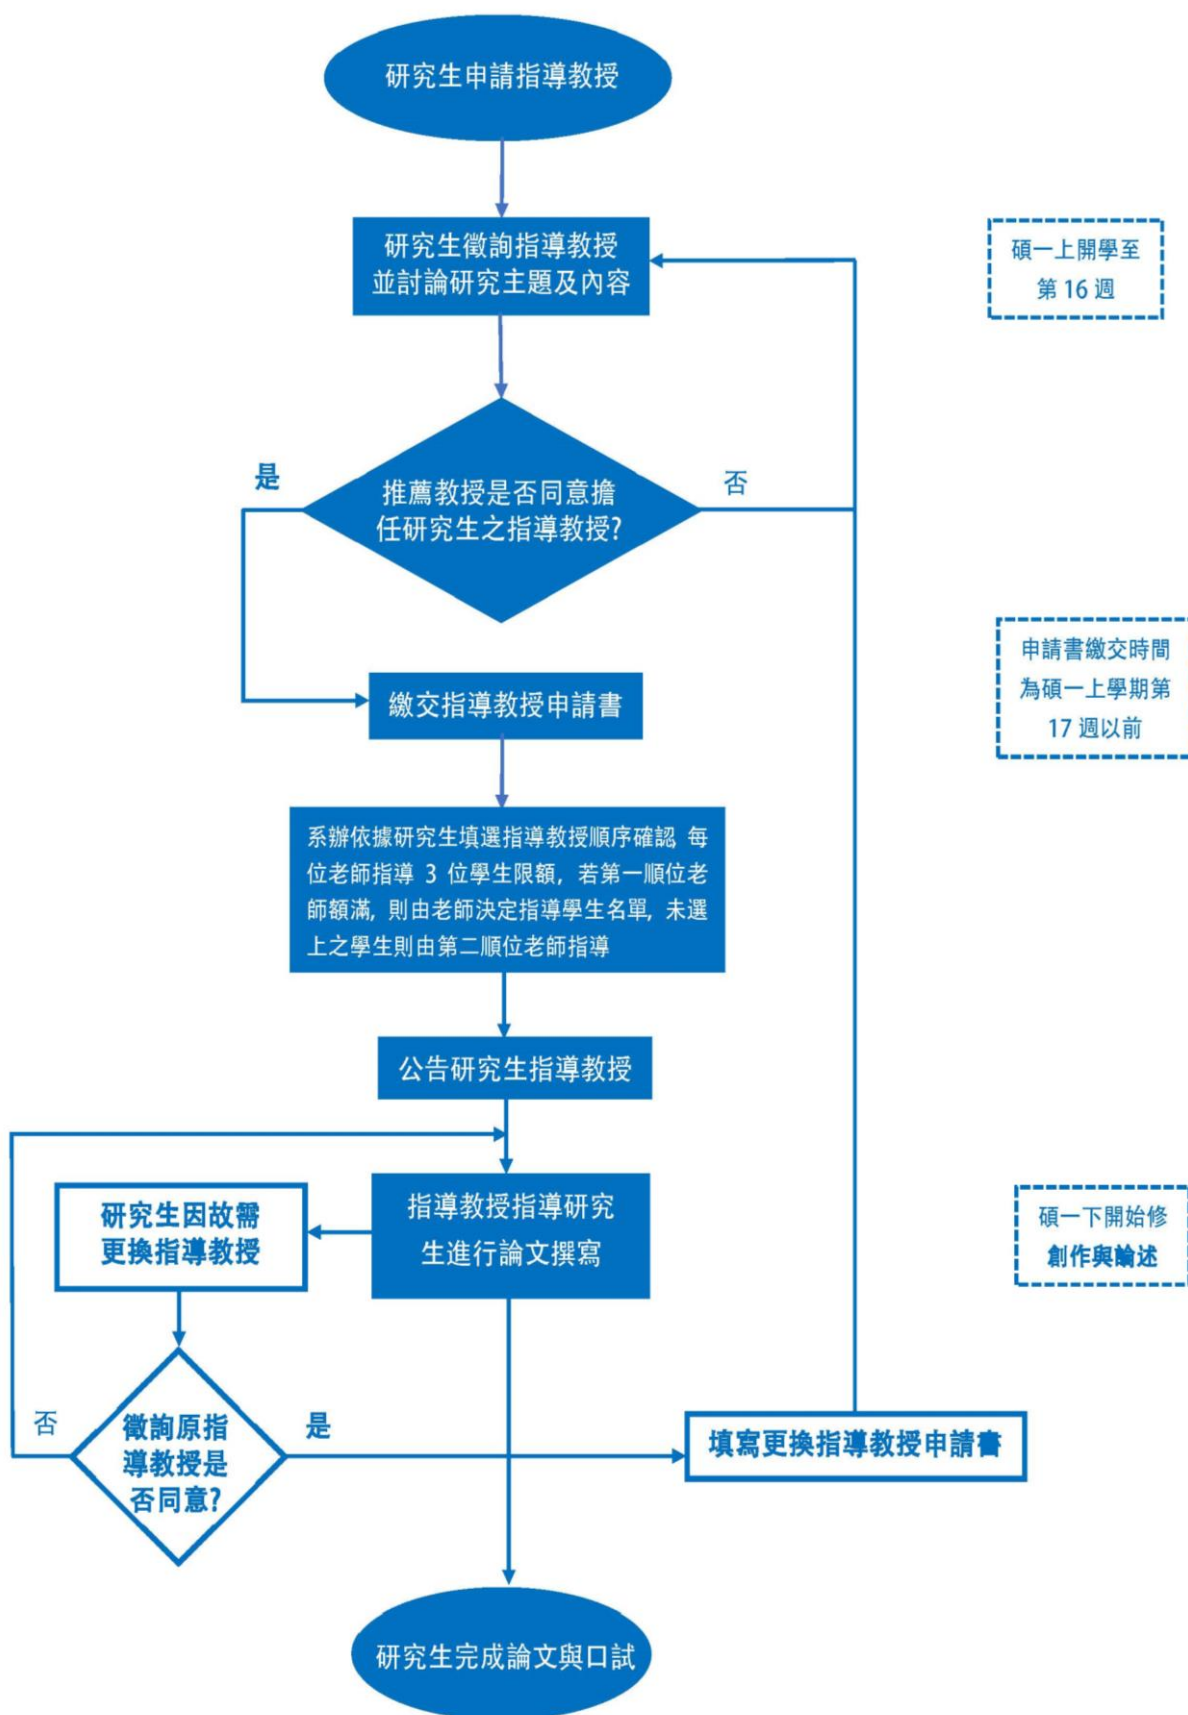 研究生申請指導教授
研究生徵詢指導教授
並討論研究主題及內容
碩一上開學至
第 16 週
是
否
推薦教授是否同意擔
任研究生之指導教授?
申請書繳交時間
為碩一上學期第
17 週以前
繳交指導教授申請書
系辦依據研究生填選指導教授順序確認, 每
位老師指導 3 位學生限額，若第一順位老
師額滿, 則由老師決定指導學生名單, 未選
上之學生則由第二順位老師指導
公告研究生指導教授
研究生因故需
更換指導教授
指導教授指導研究
生進行論文撰寫
碩一下開始修
創作與論述
否
是
徵詢原指
導教授是
否同意?
填寫更換指導教授申請書
研究生完成論文與口試